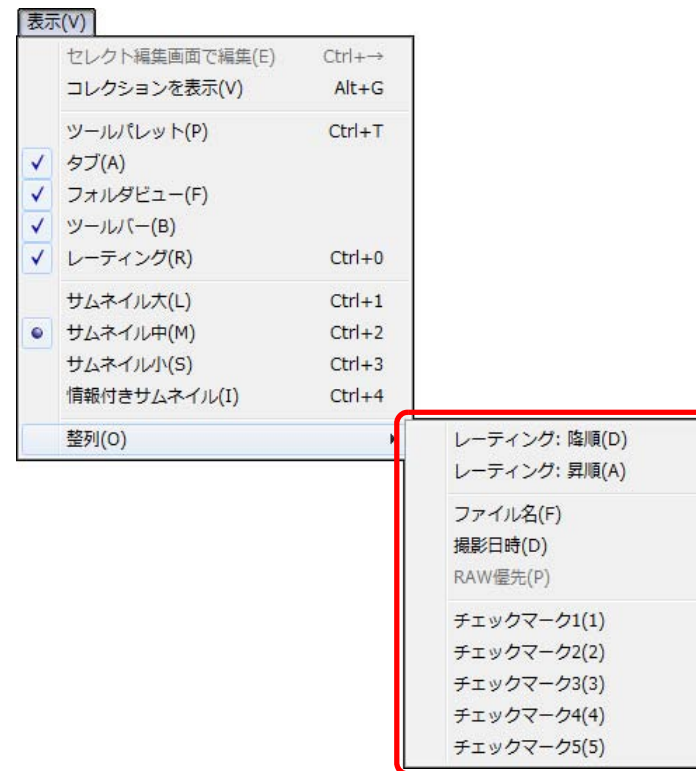 表示(V)
セレクト編集画面で編集(E) Ctrl+→
コレクションを表示(V) Alt+G
ツールパレット(P) Ctrl+T
タブ(A)
フォルダビュー(F)
ツールバー(B)
レーティング(R) Ctrl+0
サムネイル大(L) Ctrl+1
サムネイル中(M) Ctrl+2
サムネイル小(S) Ctrl+3
情報付きサムネイル(I) Ctrl+4
整列(O)
レーティング: 降順(D)
レーティング: 昇順(A)
ファイル名(F)
撮影日時(D)
RAW優先(P)
チェックマーク1(1)
チェックマーク2(2)
チェックマーク3(3)
チェックマーク4(4)
チェックマーク5(5)